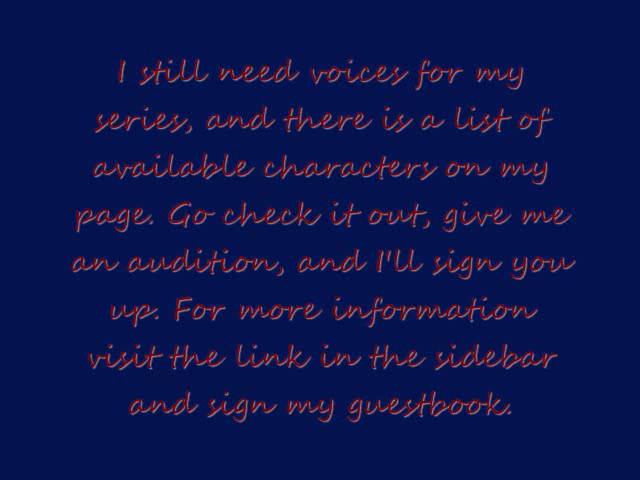 I still need voices for my
series, and there is a list of
available characters on my
page. Go check it out, give me
an audition, and I'll sign you
up. For more information
visit the link in the sidebar
and sign my guestbook.